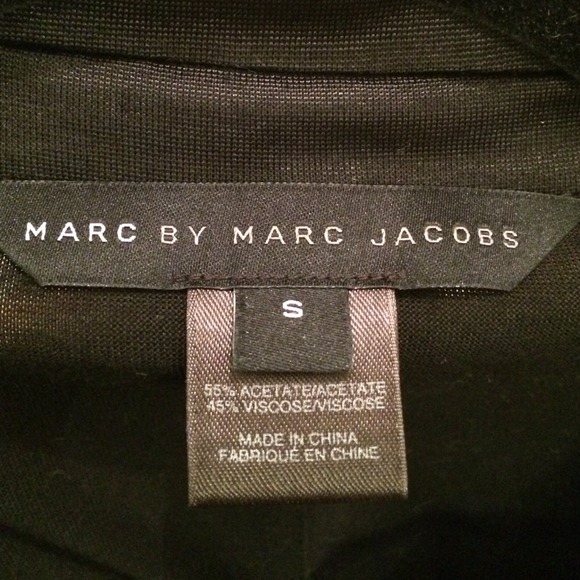 MARC BY MARC JACOBS
S
55% ACETATE/ACETATE
45% VISCOSE/VISCOSE
MADE IN CHINA
FABRIQUÉ EN CHINE